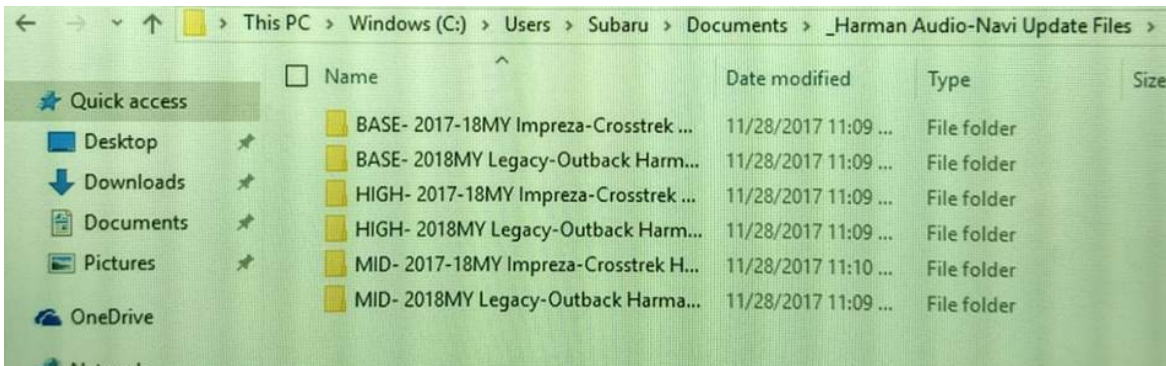 This PC > Windows (C:) > Users > Subaru > Documents > _Harman Audio-Navi Update Files >
Name Date modified Type Size
Quick access
Desktop
Downloads
Documents
Pictures
OneDrive
BASE- 2017-18MY Impreza-Crosstrek ... 11/28/2017 11:09 ... File folder
BASE- 2018MY Legacy-Outback Harm... 11/28/2017 11:09 ... File folder
HIGH- 2017-18MY Impreza-Crosstrek ... 11/28/2017 11:09 ... File folder
HIGH- 2018MY Legacy-Outback Harm... 11/28/2017 11:09 ... File folder
MID- 2017-18MY Impreza-Crosstrek H... 11/28/2017 11:10 ... File folder
MID- 2018MY Legacy-Outback Harma... 11/28/2017 11:09 ... File folder